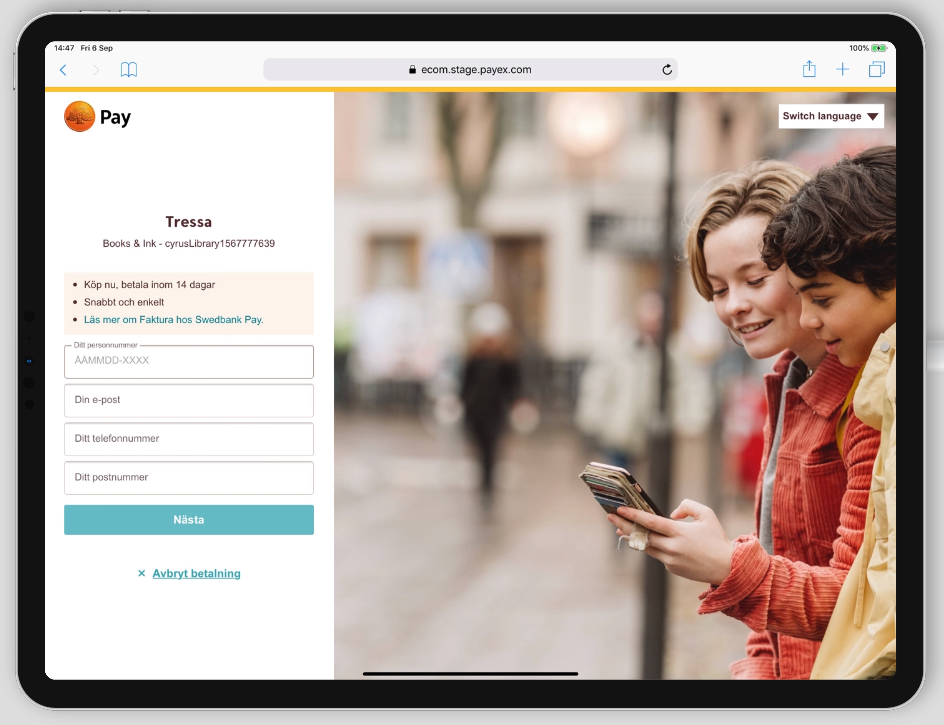 14:47 Fri 6 Sep
100%
ecom.stage.payex.com
Pay
Switch language
Tressa
Books & Ink - cyrusLibrary1567777639
Köp nu, betala inom 14 dagar
Snabbt och enkelt
Läs mer om Faktura hos Swedbank Pay.
Ditt personnummer
ÅÅMMDD-XXXX
Din e-post
Ditt telefonnummer
Ditt postnummer
Nästa
× Avbryt betalning